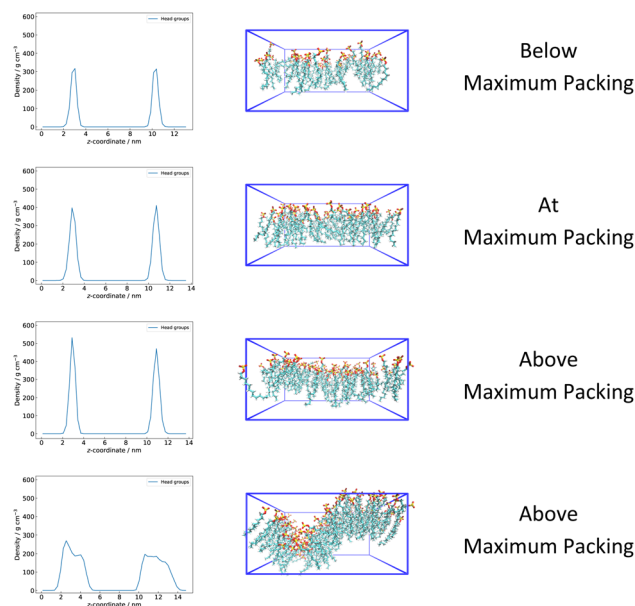 600
500
400
300
200
100
0
Density / g cm⁻³
Head groups
0 2 4 6 8 10 12
z-coordinate / nm
Below
Maximum Packing
600
500
400
300
200
100
0
Density / g cm⁻³
Head groups
0 2 4 6 8 10 12 14
z-coordinate / nm
At
Maximum Packing
600
500
400
300
200
100
0
Density / g cm⁻³
Head groups
0 2 4 6 8 10 12 14
z-coordinate / nm
Above
Maximum Packing
600
500
400
300
200
100
0
Density / g cm⁻³
Head groups
0 2 4 6 8 10 12 14
z-coordinate / nm
Above
Maximum Packing